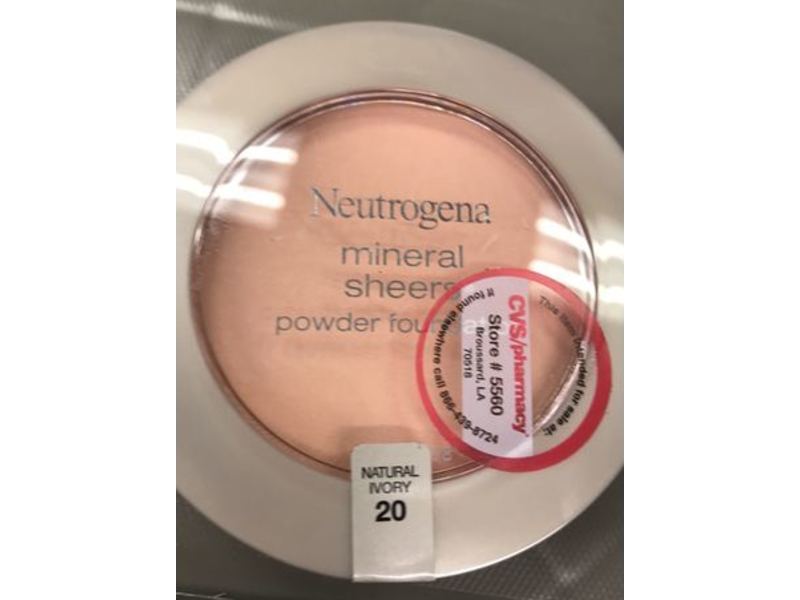 Neutrogena
mineral
sheers
powder
This item intended for sale at:
CVS/pharmacy
Store # 5560
Broussard, LA
70518
If found elsewhere call 866-439-8724
NATURAL
IVORY
20